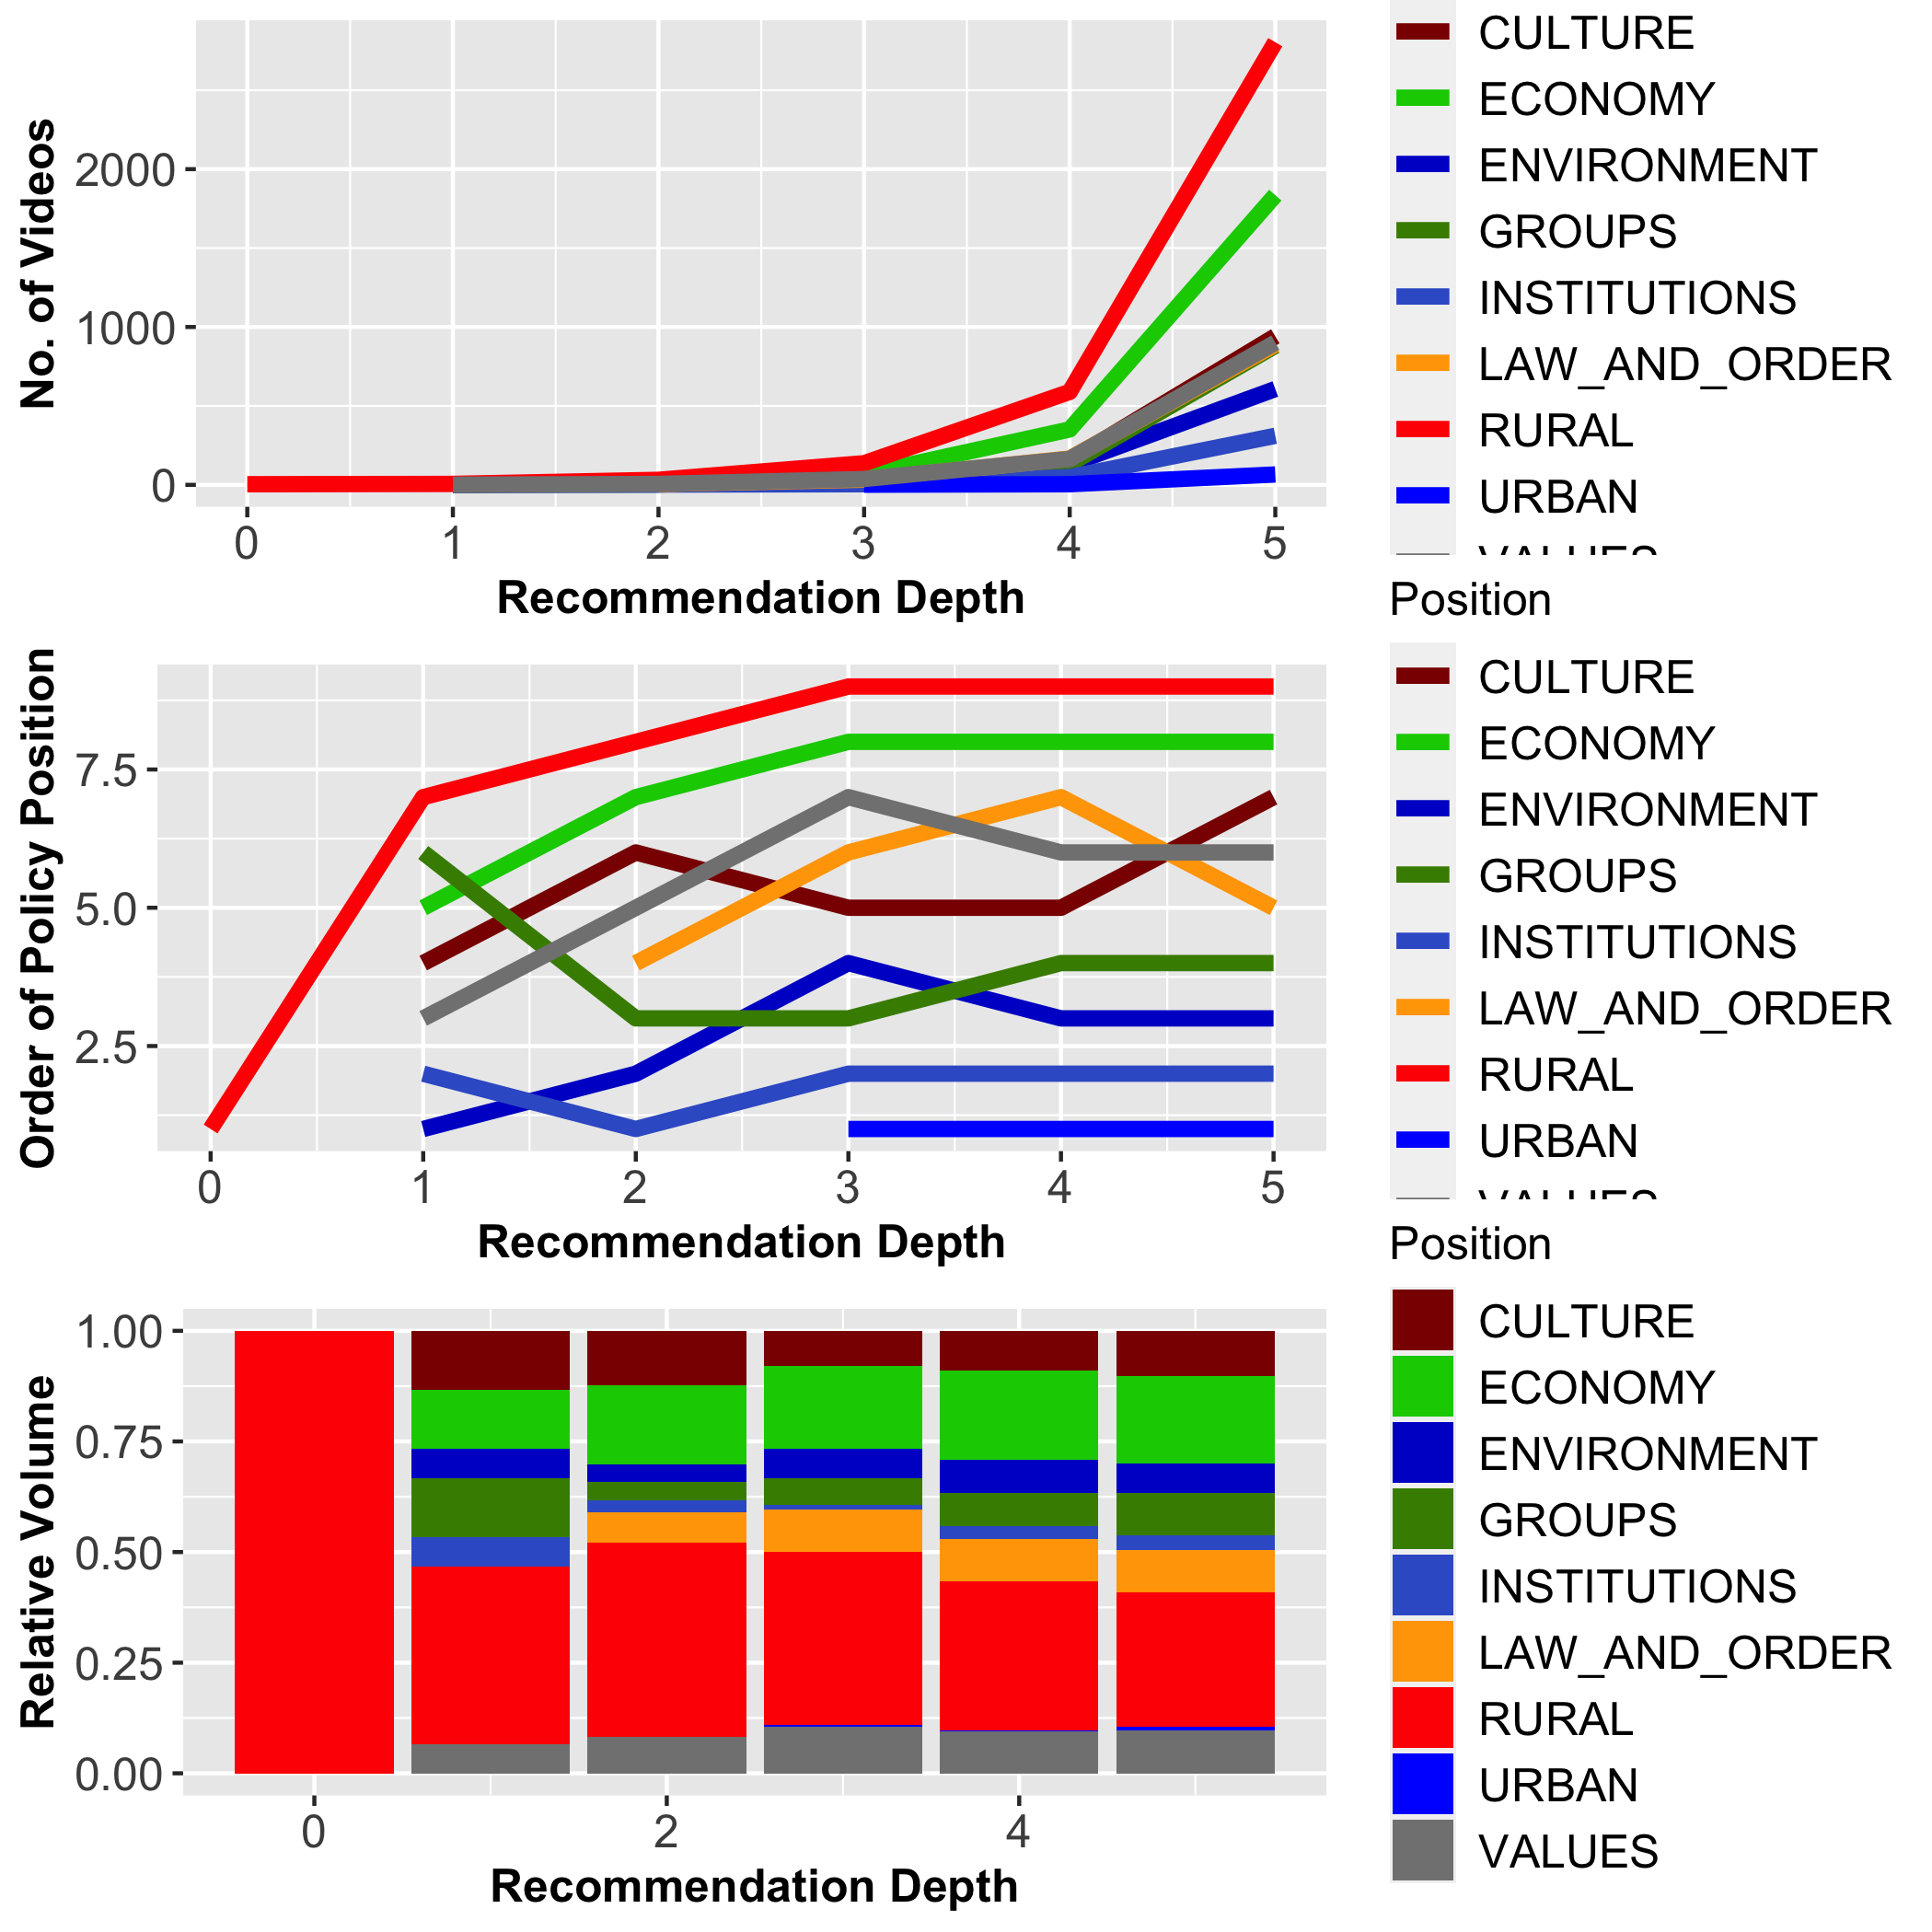 No. of Videos
2000
1000
0
0 1 2 3 4 5
Recommendation Depth
CULTURE
ECONOMY
ENVIRONMENT
GROUPS
INSTITUTIONS
LAW_AND_ORDER
RURAL
URBAN
VALUES
Order of Policy Position
7.5
5.0
2.5
0 1 2 3 4 5
Recommendation Depth
Position
CULTURE
ECONOMY
ENVIRONMENT
GROUPS
INSTITUTIONS
LAW_AND_ORDER
RURAL
URBAN
VALUES
Relative Volume
1.00
0.75
0.50
0.25
0.00
0 2 4
Recommendation Depth
Position
CULTURE
ECONOMY
ENVIRONMENT
GROUPS
INSTITUTIONS
LAW_AND_ORDER
RURAL
URBAN
VALUES